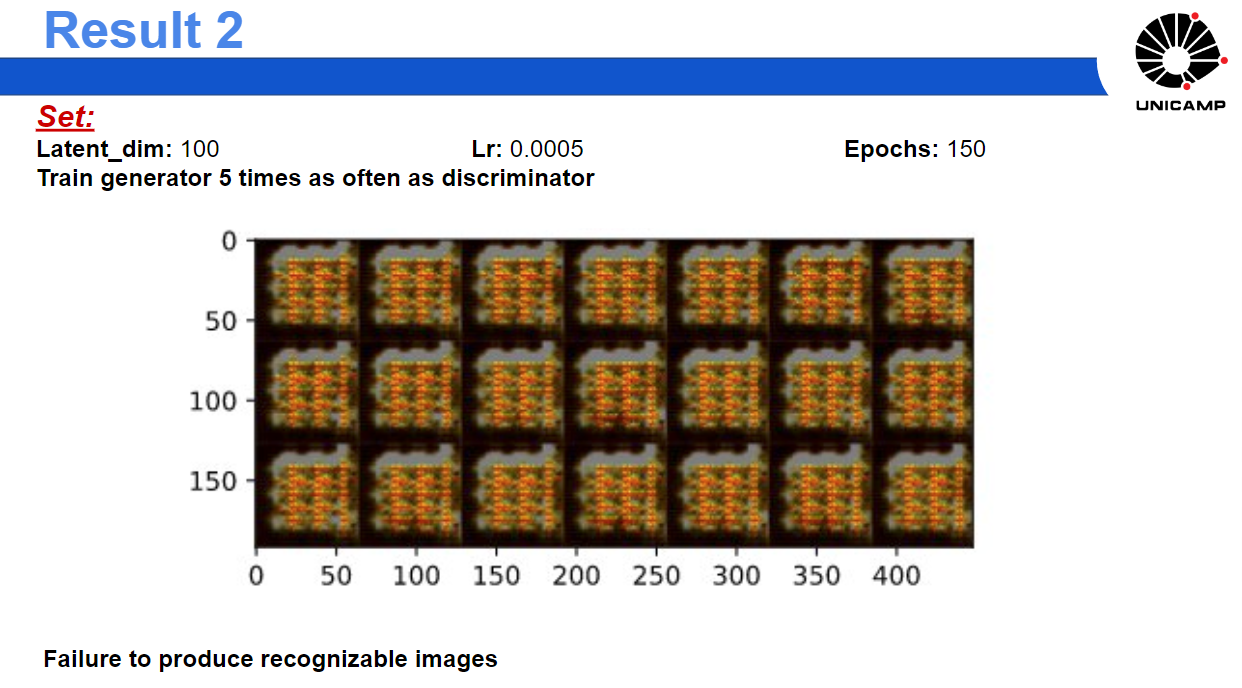 Result 2
UNICAMP
Set:
Latent_dim: 100 Lr: 0.0005 Epochs: 150
Train generator 5 times as often as discriminator
0
50
100
150
0 50 100 150 200 250 300 350 400
Failure to produce recognizable images